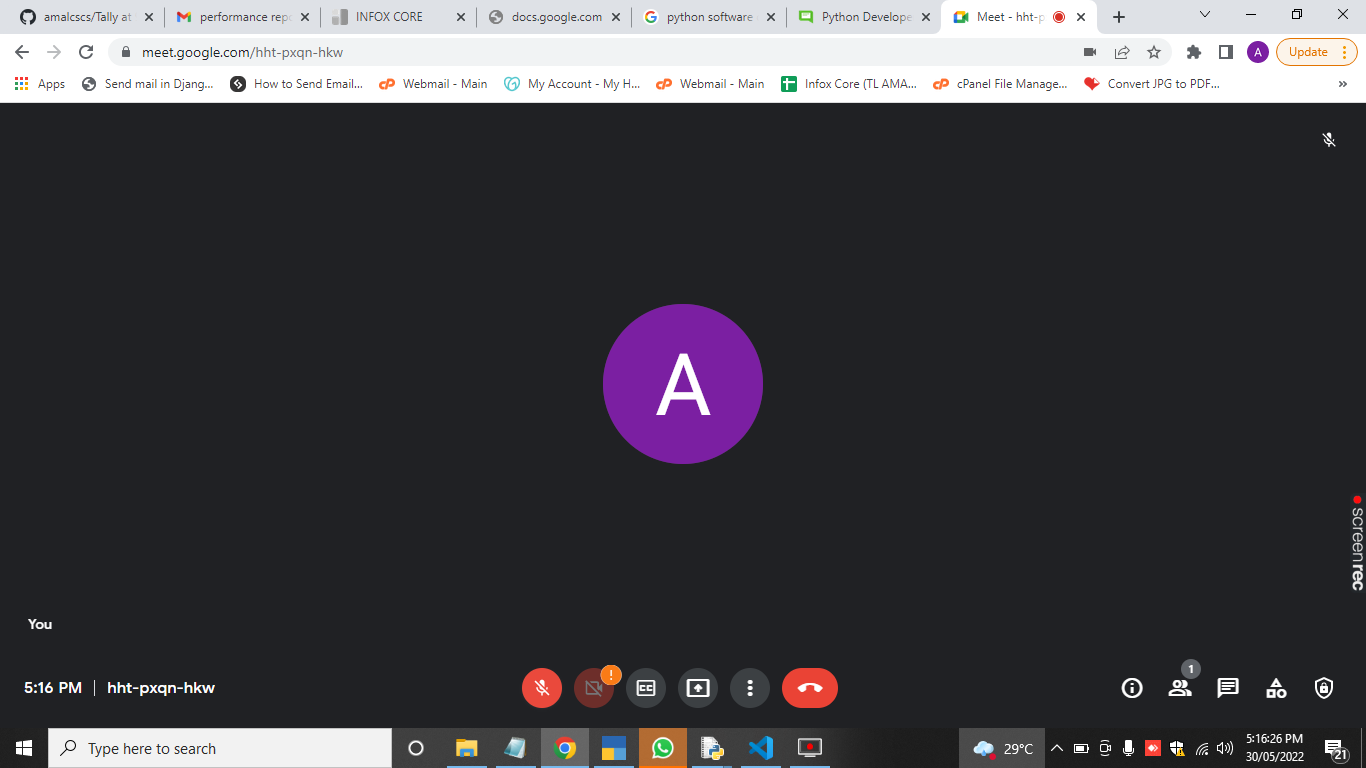 amalcscs/Tally at
performance repo
INFOX CORE
docs.google.com
python software
Python Develope
Meet - hht-p
meet.google.com/hht-pxqn-hkw
A
Update
Apps
Send mail in Djang...
How to Send Email...
Webmail - Main
My Account - My H...
Webmail - Main
Infox Core (TL AMA...
cPanel File Manage...
Convert JPG to PDF...
»
A
screenrec
You
5:16 PM | hht-pxqn-hkw
!
CC
1
Type here to search
29°C
5:16:26 PM
30/05/2022
21